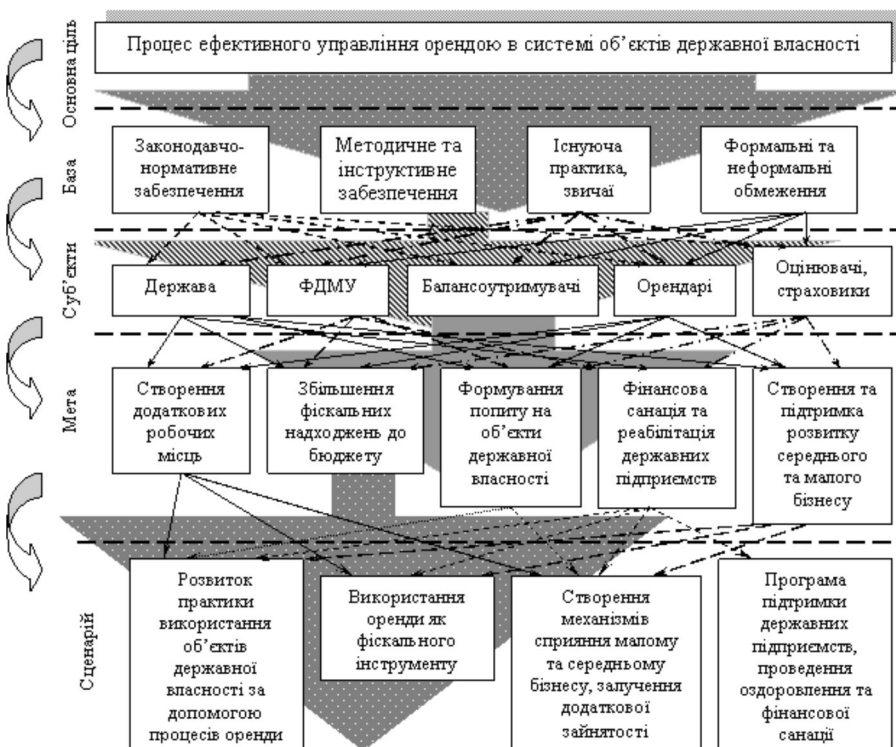 Основна ціль
Процес ефективного управління орендою в системі об’єктів державної власності
База
Законодавчо-
нормативне
забезпечення
Методичне та
інструктивне
забезпечення
Існуюча
практика,
звичаї
Формальні та
неформальні
обмеження
Суб’єкти
Держава
ФДМУ
Балансоутримувачі
Орендарі
Оцінювачі,
страховики
Мета
Створення
додаткових
робочих
місць
Збільшення
фіскальних
надходжень до
бюджету
Формування
попиту на
об’єкти
державної
власності
Фінансова
санація та
реабілітація
державних
підприємств
Створення та
підтримка
розвитку
середнього
та малого
бізнесу
Сценарій
Розвиток
практики
використання
об’єктів
державної
власності за
допомогою
процесів оренди
Використання
оренди як
фіскального
інструменту
Створення
механізмів
сприяння малому
та середньому
бізнесу, залучення
додаткової
зайнятості
Програма
підтримки
державних
підприємств,
проведення
оздоровлення та
фінансової
санації